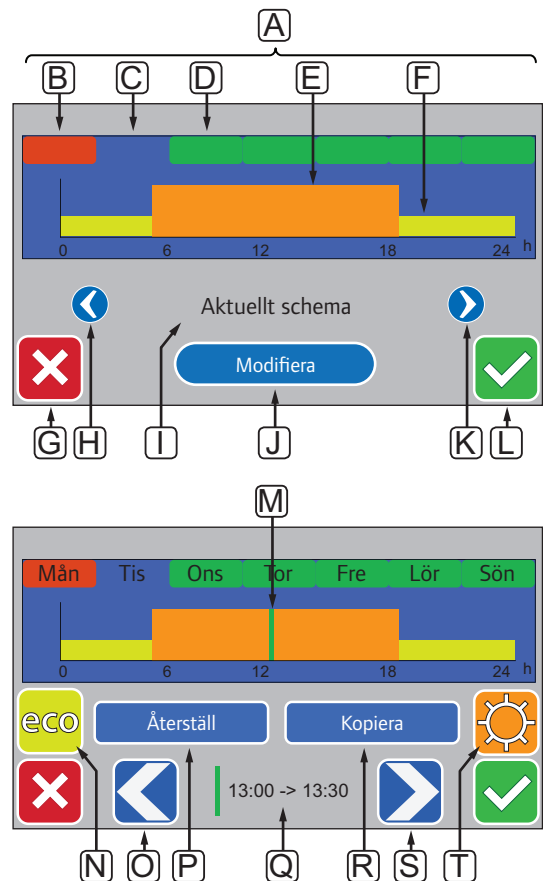 A
B C D E F
0 6 12 18 24 h
Aktuellt schema
Modifiera
G H I J K L
M
Mån Tis Ons Tor Fre Lör Sön
0 6 12 18 24 h
eco Återställ Kopiera
13:00 -> 13:30
N O P Q R S T